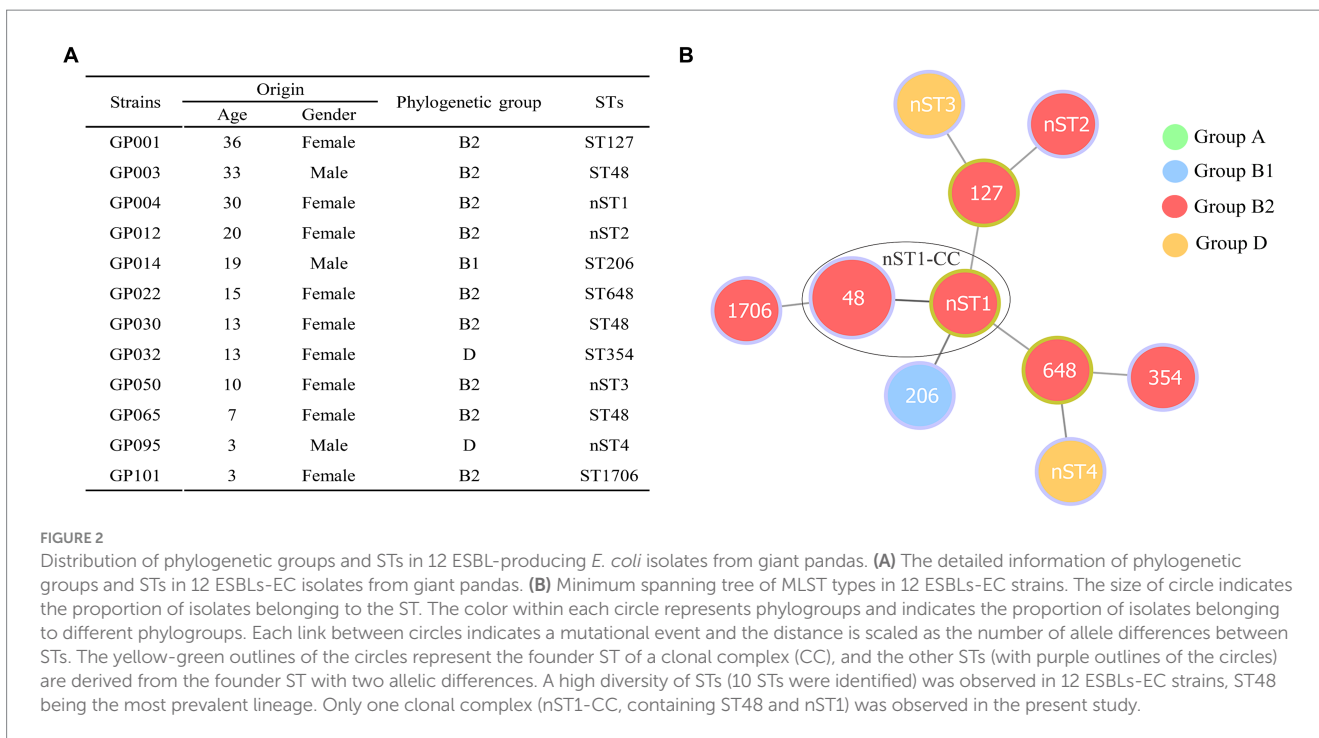 A
Strains Origin Phylogenetic group STs
Age Gender
GP001 36 Female B2 ST127
GP003 33 Male B2 ST48
GP004 30 Female B2 nST1
GP012 20 Female B2 nST2
GP014 19 Male B1 ST206
GP022 15 Female B2 ST648
GP030 13 Female B2 ST48
GP032 13 Female D ST354
GP050 10 Female B2 nST3
GP065 7 Female B2 ST48
GP095 3 Male D nST4
GP101 3 Female B2 ST1706
B
nST3
nST2
127
nST1-CC
48
nST1
1706
206
648
354
nST4
Group A
Group B1
Group B2
Group D
FIGURE 2
Distribution of phylogenetic groups and STs in 12 ESBL-producing E. coli isolates from giant pandas. (A) The detailed information of phylogenetic
groups and STs in 12 ESBLs-EC isolates from giant pandas. (B) Minimum spanning tree of MLST types in 12 ESBLs-EC strains. The size of circle indicates
the proportion of isolates belonging to the ST. The color within each circle represents phylogroups and indicates the proportion of isolates belonging
to different phylogroups. Each link between circles indicates a mutational event and the distance is scaled as the number of allele differences between
STs. The yellow-green outlines of the circles represent the founder ST of a clonal complex (CC), and the other STs (with purple outlines of the circles)
are derived from the founder ST with two allelic differences. A high diversity of STs (10 STs were identified) was observed in 12 ESBLs-EC strains, ST48
being the most prevalent lineage. Only one clonal complex (nST1-CC, containing ST48 and nST1) was observed in the present study.